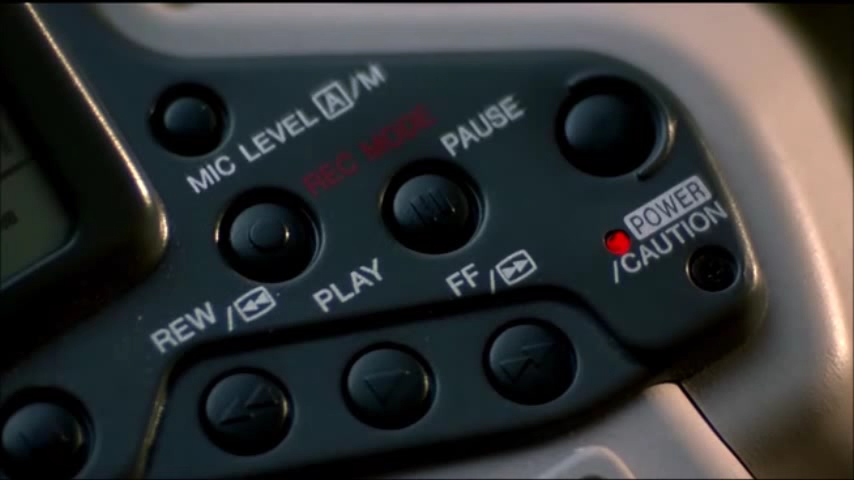 MIC LEVEL A/M
REC MODE
PAUSE
POWER
/CAUTION
REW/
PLAY
FF/